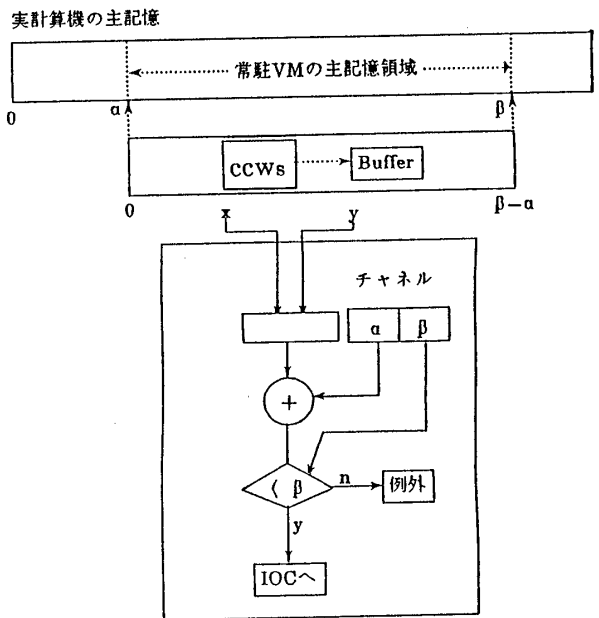 実計算機の主記憶
常駐VMの主記憶領域
0
α
β
CCWs
Buffer
0
x
y
β-α
チャネル
α
β
+
< β
n
例外
y
IOCへ